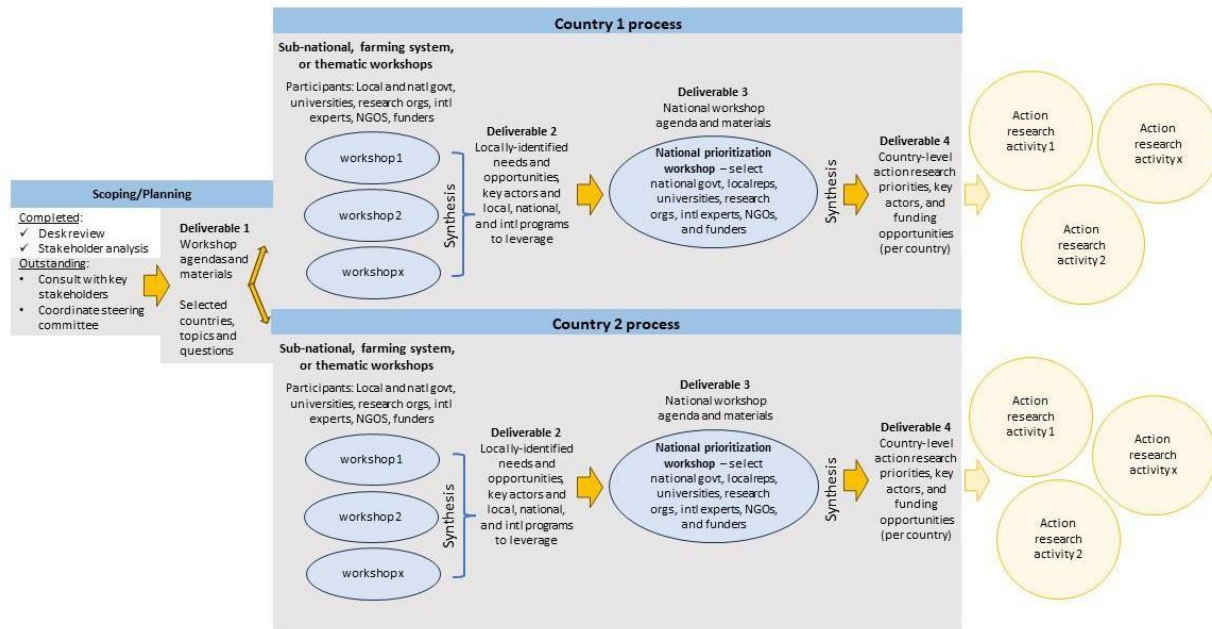 Scoping/Planning
Completed:
✓ Desk review
✓ Stakeholder analysis
Outstanding:
• Consult with key
stakeholders
• Coordinate steering
committee
Deliverable 1
Workshop
agendas and
materials
Selected
countries,
topics and
questions
Country 1 process
Sub-national, farming system,
or thematic workshops
Participants: Local and natl govt,
universities, research orgs, intl
experts, NGOS, funders
workshop1
workshop2
workshopx
Synthesis
Deliverable 2
Locally-identified
needs and
opportunities,
key actors and
local, national,
and intl programs
to leverage
Deliverable 3
National workshop
agenda and materials
National prioritization
workshop – select
national govt, local reps,
universities, research
orgs, intl experts, NGOs,
and funders
Synthesis
Deliverable 4
Country-level
action research
priorities, key
actors, and
funding
opportunities
(per country)
Action
research
activity 1
Action
research
activity x
Action
research
activity 2
Country 2 process
Sub-national, farming system,
or thematic workshops
Participants: Local and natl govt,
universities, research orgs, intl
experts, NGOS, funders
workshop1
workshop2
workshopx
Synthesis
Deliverable 2
Locally-identified
needs and
opportunities,
key actors and
local, national,
and intl programs
to leverage
Deliverable 3
National workshop
agenda and materials
National prioritization
workshop – select
national govt, local reps,
universities, research
orgs, intl experts, NGOs,
and funders
Synthesis
Deliverable 4
Country-level
action research
priorities, key
actors, and
funding
opportunities
(per country)
Action
research
activity 1
Action
research
activity x
Action
research
activity 2